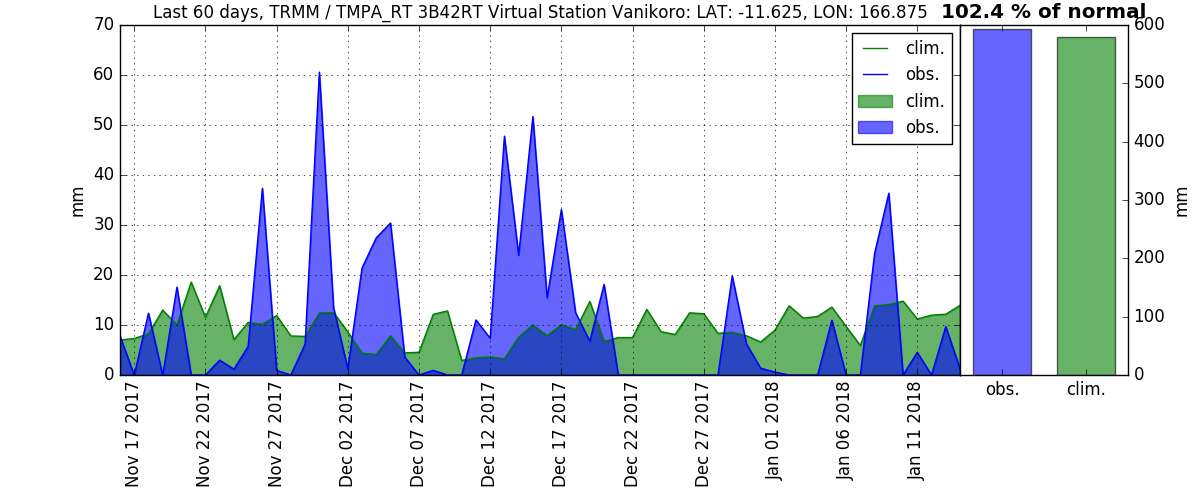 Last 60 days, TRMM / TMPA_RT 3B42RT Virtual Station Vanikoro: LAT: -11.625, LON: 166.875
102.4 % of normal
70
60
50
40
30
20
10
0
mm
clim.
obs.
clim.
obs.
Nov 17 2017
Nov 22 2017
Nov 27 2017
Dec 02 2017
Dec 07 2017
Dec 12 2017
Dec 17 2017
Dec 22 2017
Dec 27 2017
Jan 01 2018
Jan 06 2018
Jan 11 2018
600
500
400
300
200
100
0
mm
obs.
clim.